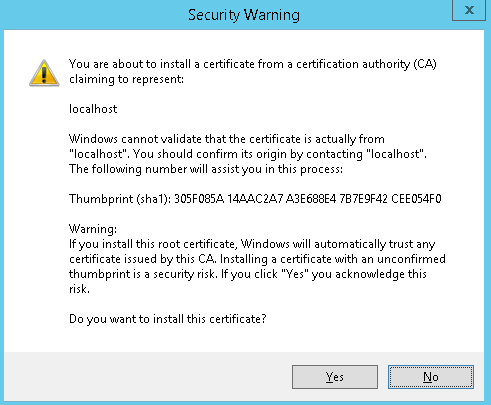 Security Warning
x
You are about to install a certificate from a certification authority (CA)
claiming to represent:
localhost
Windows cannot validate that the certificate is actually from
"localhost". You should confirm its origin by contacting "localhost".
The following number will assist you in this process:
Thumbprint (sha1): 305F085A 14AAC2A7 A3E688E4 7B7E9F42 CEE054F0
Warning:
If you install this root certificate, Windows will automatically trust any
certificate issued by this CA. Installing a certificate with an unconfirmed
thumbprint is a security risk. If you click "Yes" you acknowledge this
risk.
Do you want to install this certificate?
Yes
No